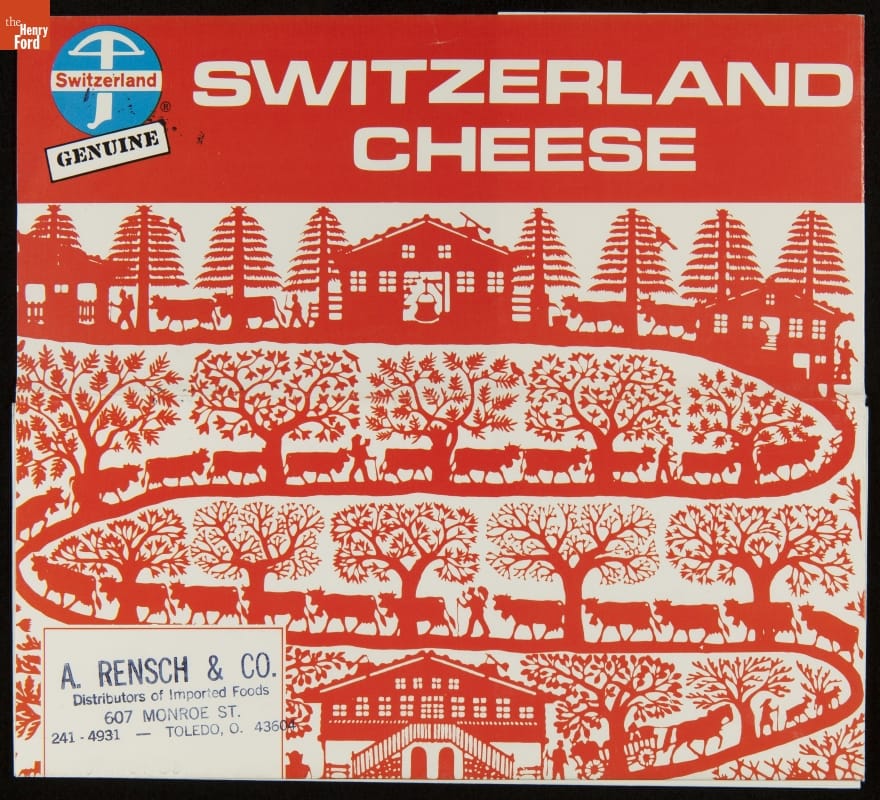 the
Henry
Ford
Switzerland
®
GENUINE
SWITZERLAND
CHEESE
A. RENSCH & CO.
Distributors of Imported Foods
607 MONROE ST.
241-4931 — TOLEDO, O. 43604